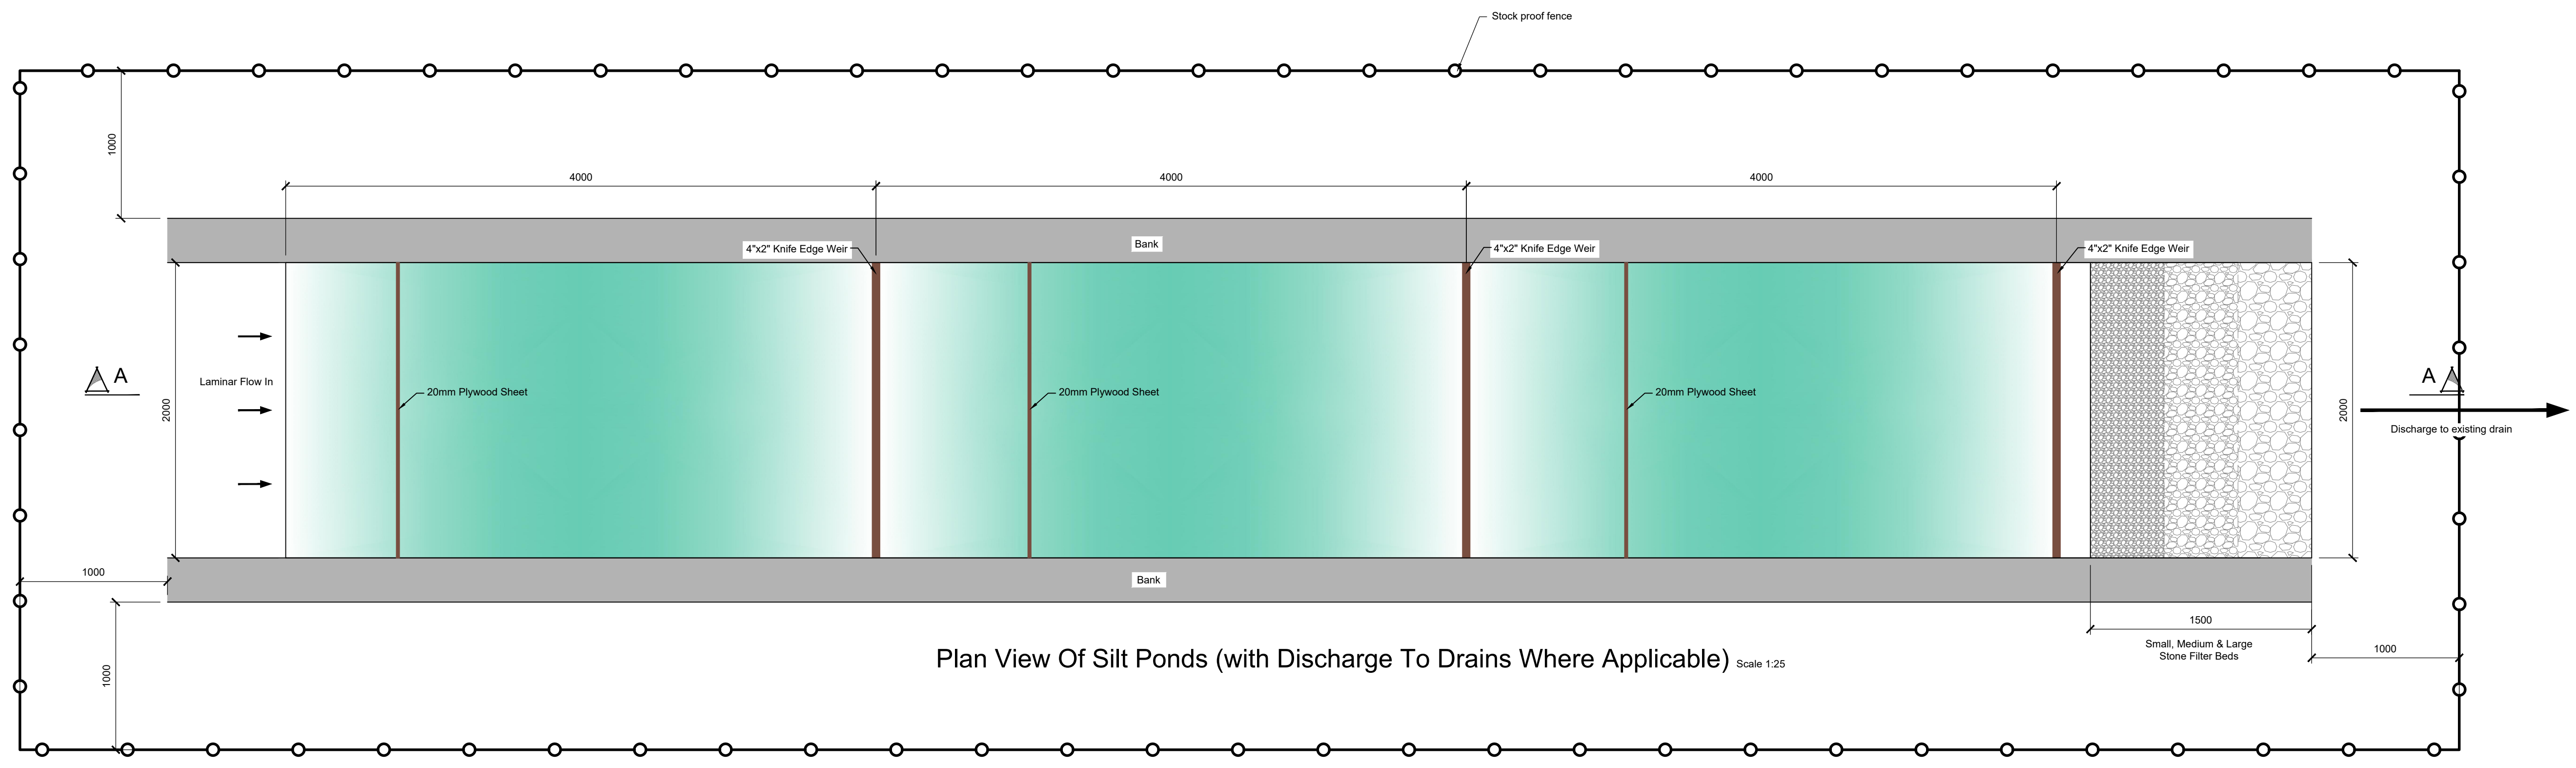 Stock proof fence
1000
4000
4000
4000
Bank
4"x2" Knife Edge Weir
4"x2" Knife Edge Weir
4"x2" Knife Edge Weir
A
Laminar Flow In
20mm Plywood Sheet
20mm Plywood Sheet
20mm Plywood Sheet
A
2000
2000
Discharge to existing drain
1000
Bank
1500
Small, Medium & Large
Stone Filter Beds
1000
1000
Plan View Of Silt Ponds (with Discharge To Drains Where Applicable) Scale 1:25